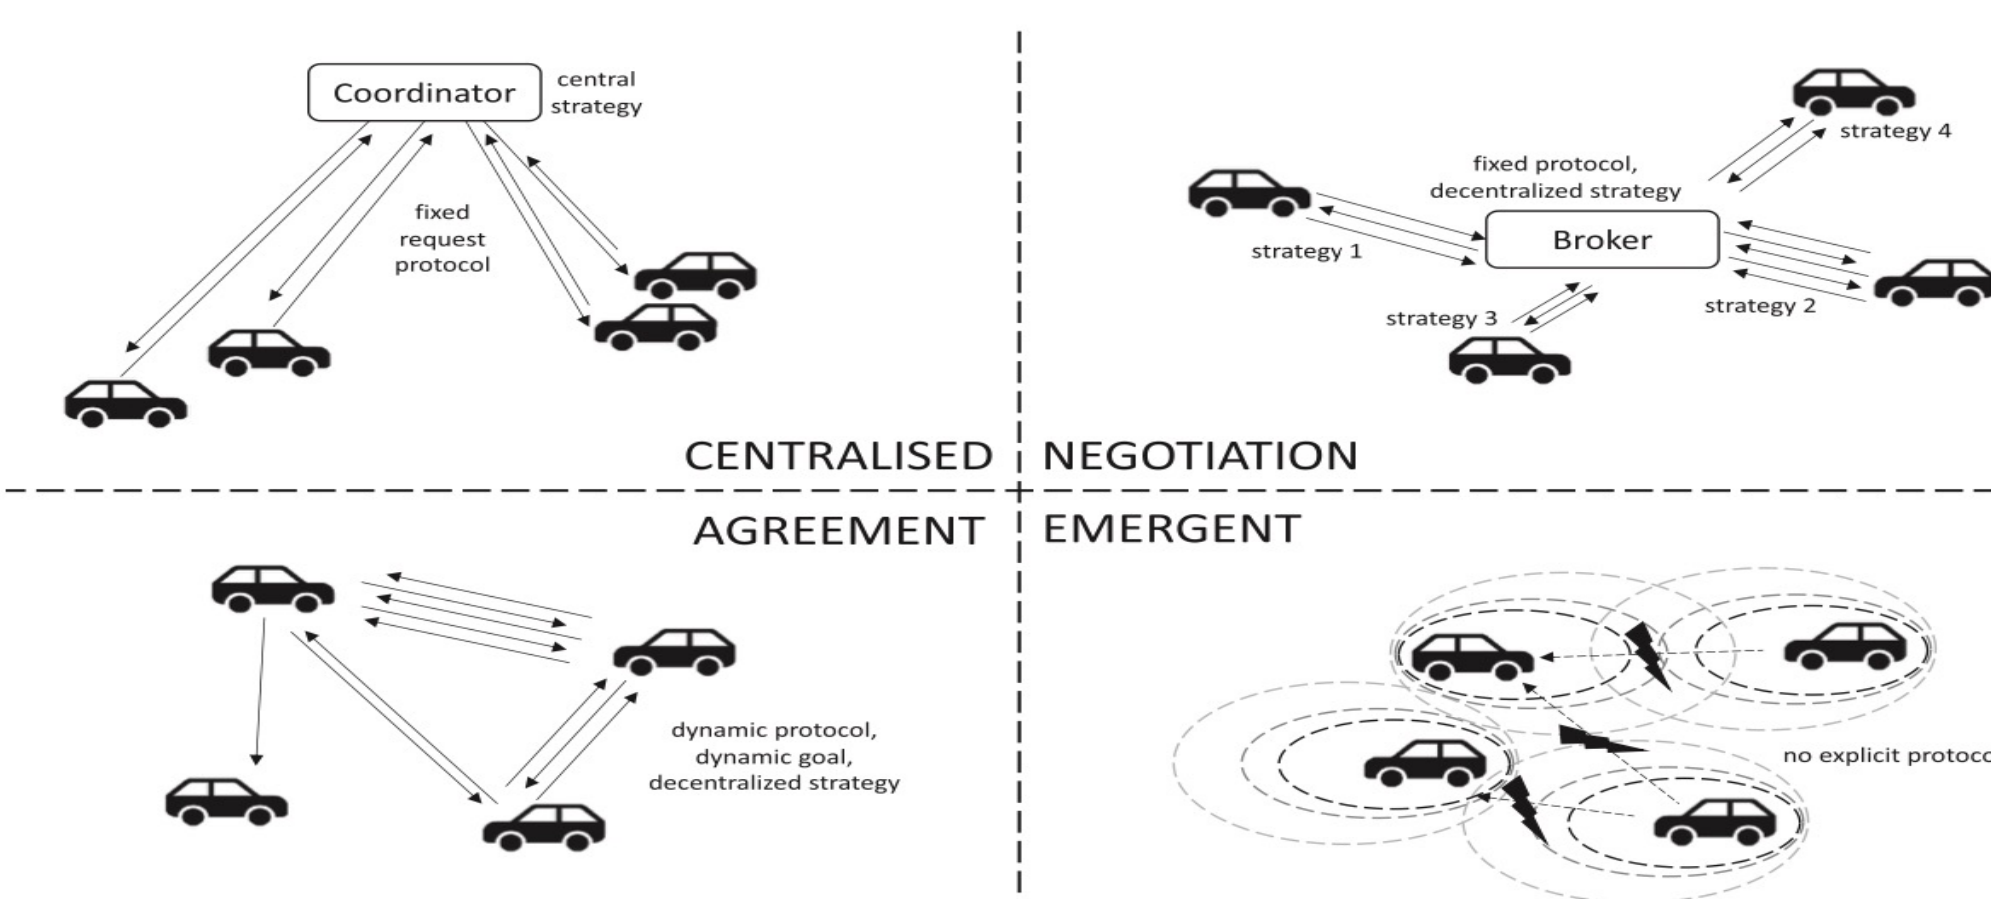 Coordinator
central
strategy
fixed
request
protocol
CENTRALISED
strategy 4
fixed protocol,
decentralized strategy
Broker
strategy 1
strategy 2
strategy 3
NEGOTIATION
AGREEMENT
dynamic protocol,
dynamic goal,
decentralized strategy
EMERGENT
no explicit protoco